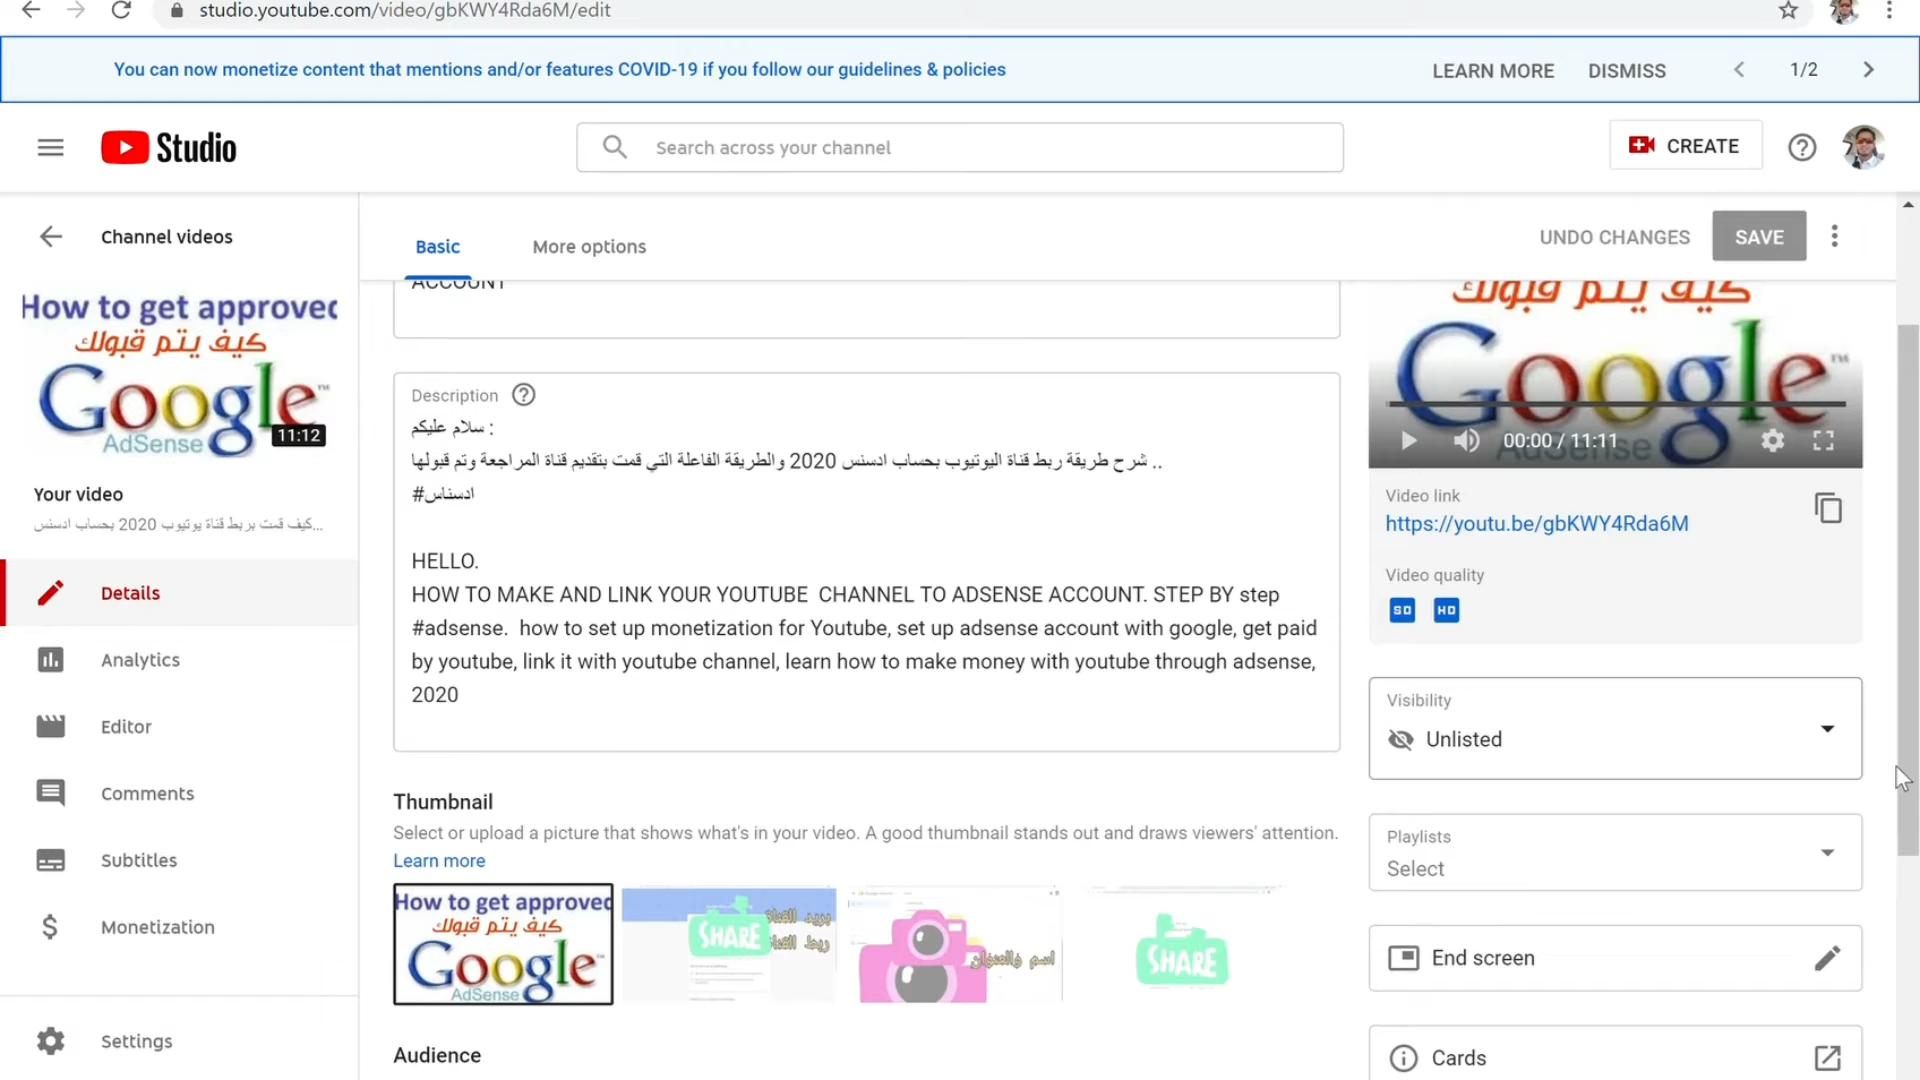 studio.youtube.com/video/gbKWY4Rda6M/edit
You can now monetize content that mentions and/or features COVID-19 if you follow our guidelines & policies
LEARN MORE
DISMISS
1/2
Studio
Search across your channel
CREATE
?
Channel videos
Basic
More options
UNDO CHANGES
SAVE
How to get approved
كيف يتم قبولك
Google
AdSense
11:12
Your video
كيف قمت بربط قناة يوتيوب 2020 بحساب ادسنس...
Details
Analytics
Editor
Comments
Subtitles
Monetization
Settings
ACCOUNT
Description
?
سلام عليكم :
شرح طريقة ربط قناة اليوتيوب بحساب ادسنس 2020 والطريقة الفاعلة التي قمت بتقديم قناة المراجعة وتم قبولها ..
#ادسناس
HELLO.
HOW TO MAKE AND LINK YOUR YOUTUBE CHANNEL TO ADSENSE ACCOUNT. STEP BY step
#adsense. how to set up monetization for Youtube, set up adsense account with google, get paid
by youtube, link it with youtube channel, learn how to make money with youtube through adsense,
2020
Thumbnail
Select or upload a picture that shows what's in your video. A good thumbnail stands out and draws viewers' attention.
Learn more
How to get approved
كيف يتم قبولك
Google
AdSense
SHARE
بريد القناة
ربط القناة
اسم والعنوان
SHARE
Audience
كيف يتم قبولك
Google
TM
00:00 / 11:11
Video link
https://youtu.be/gbKWY4Rda6M
Video quality
SD
HD
Visibility
Unlisted
Playlists
Select
End screen
Cards